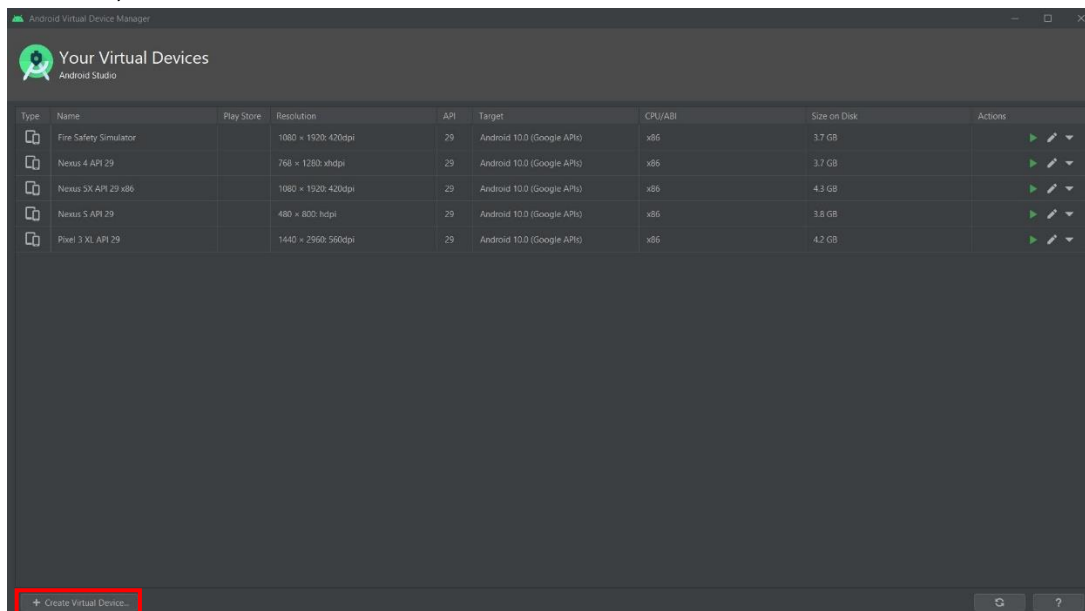 Android Virtual Device Manager
Your Virtual Devices
Android Studio
Type Name Play Store Resolution API Target CPU/ABI Size on Disk Actions
Fire Safety Simulator 1080 × 1920: 420dpi 29 Android 10.0 (Google APIs) x86 3.7 GB
Nexus 4 API 29 768 × 1280: xhdpi 29 Android 10.0 (Google APIs) x86 3.7 GB
Nexus 5X API 29 x86 1080 × 1920: 420dpi 29 Android 10.0 (Google APIs) x86 4.3 GB
Nexus S API 29 480 × 800: hdpi 29 Android 10.0 (Google APIs) x86 3.8 GB
Pixel 3 XL API 29 1440 × 2960: 560dpi 29 Android 10.0 (Google APIs) x86 4.2 GB
+ Create Virtual Device... ?